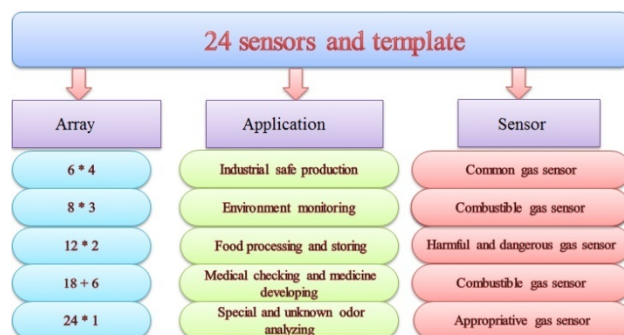 24 sensors and template
Array
Application
Sensor
6 * 4
Industrial safe production
Common gas sensor
8 * 3
Environment monitoring
Combustible gas sensor
12 * 2
Food processing and storing
Harmful and dangerous gas sensor
18 + 6
Medical checking and medicine
developing
Combustible gas sensor
24 * 1
Special and unknown odor
analyzing
Appropriative gas sensor